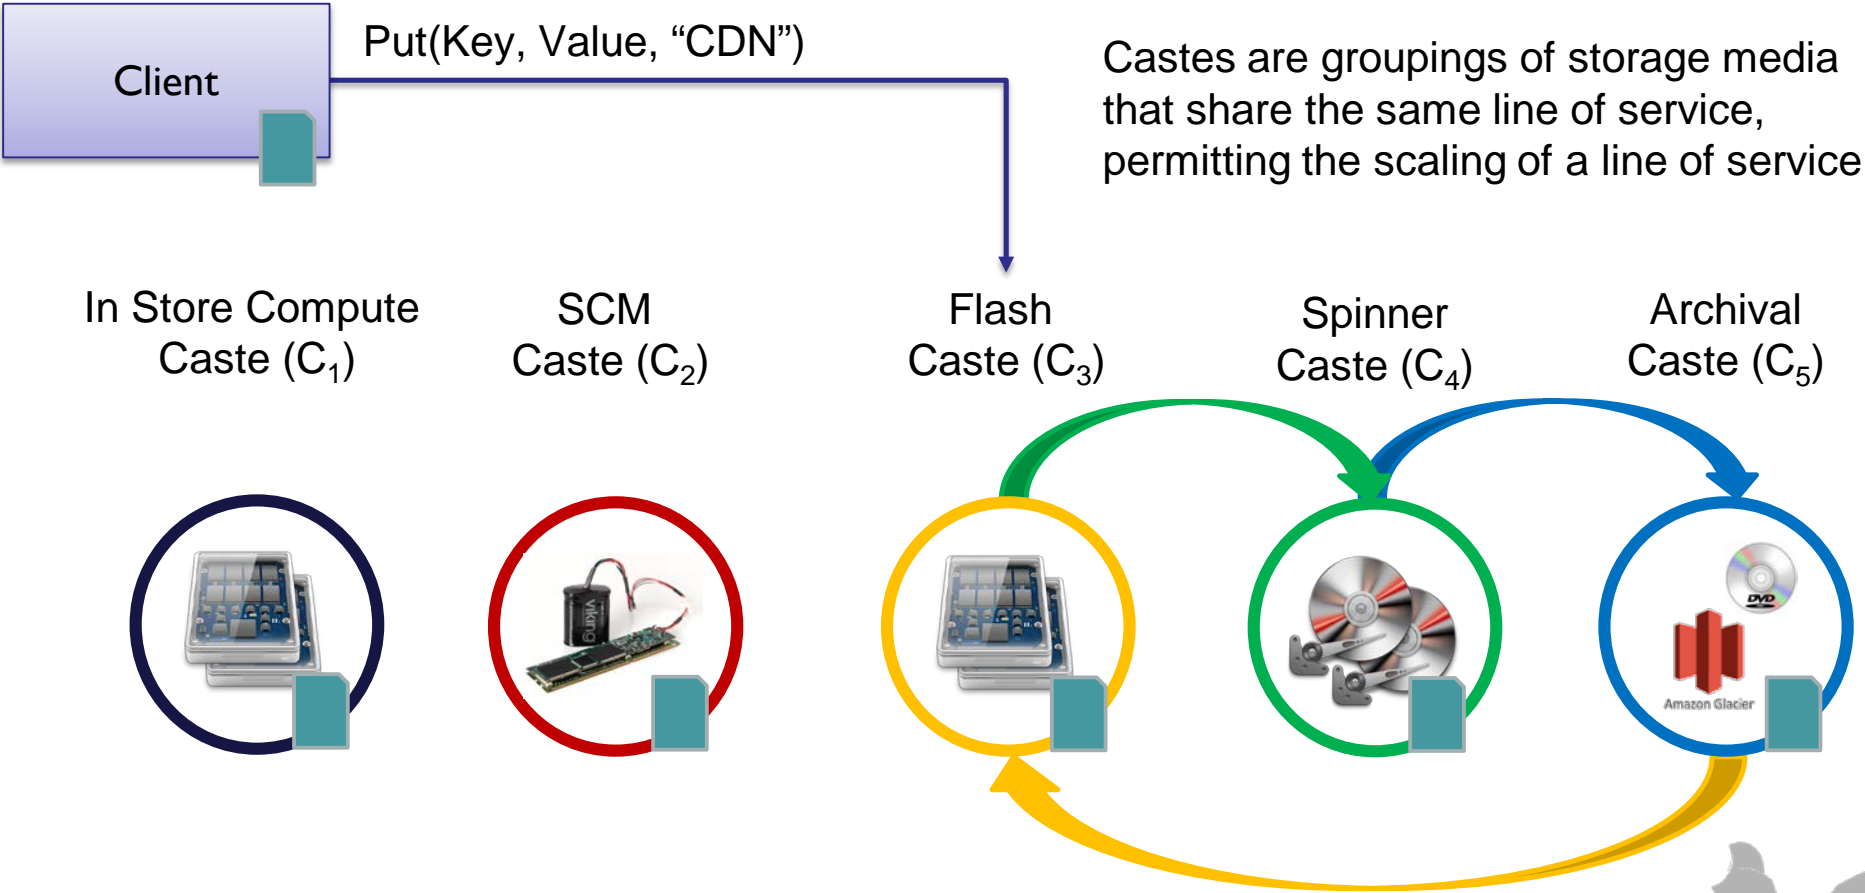 Client
Put(Key, Value, “CDN”)
Castes are groupings of storage media
that share the same line of service,
permitting the scaling of a line of service
In Store Compute
Caste (C1)
SCM
Caste (C2)
Flash
Caste (C3)
Spinner
Caste (C4)
Archival
Caste (C5)
Viking
DVD
Amazon Glacier